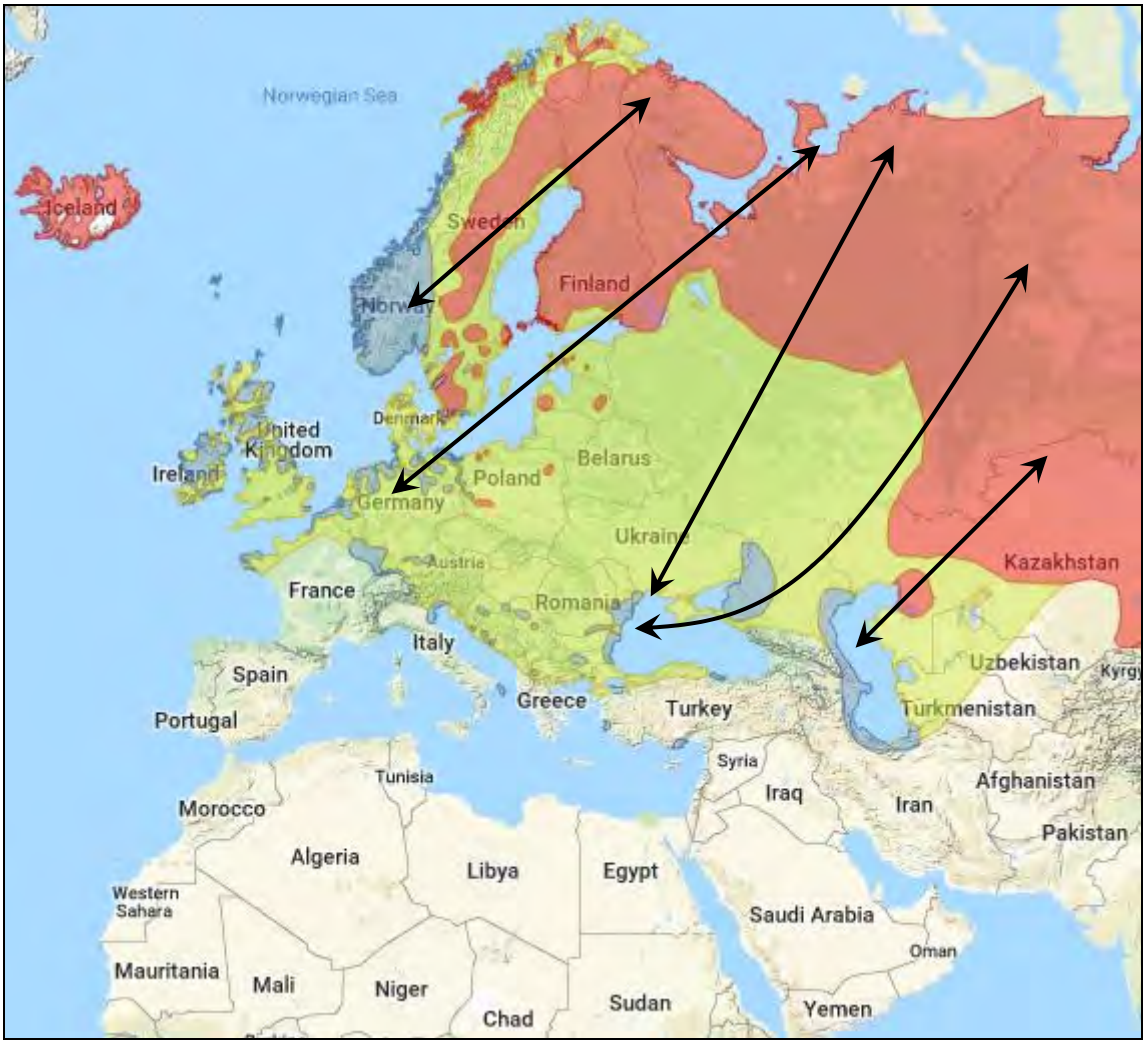 Norwegian Sea
Iceland
Sweden
Finland
Norway
Denmark
United
Kingdom
Ireland
Belarus
Poland
Germany
Ukraine
Austria
Kazakhstan
France
Romania
Italy
Uzbekistan
Kyrgy
Spain
Greece
Turkey
Turkmenistan
Portugal
Syria
Tunisia
Afghanistan
Iraq
Iran
Morocco
Pakistan
Algeria
Libya
Egypt
Western
Sahara
Saudi Arabia
Oman
Mauritania
Mali
Niger
Sudan
Yemen
Chad